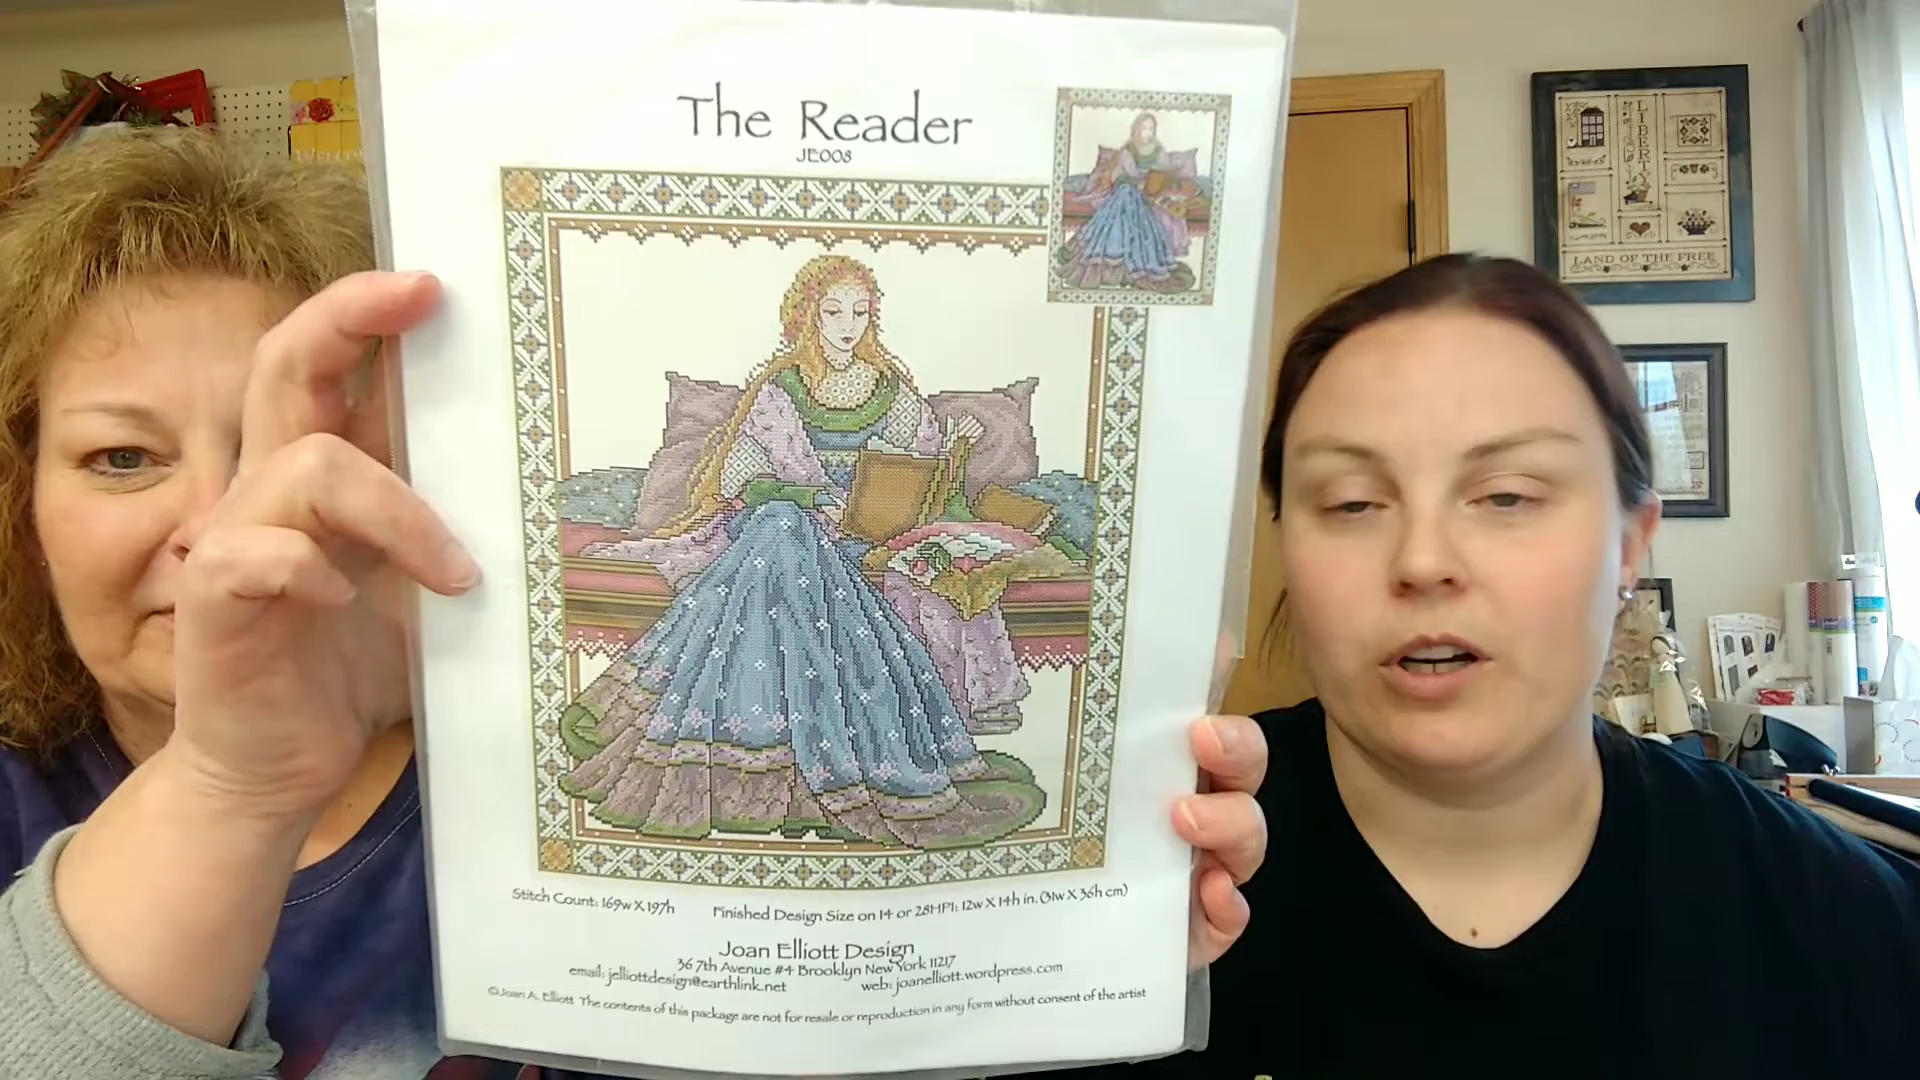 The Reader
JE008
Stitch Count: 169w X 197h
Finished Design Size on 14 or 28HPI: 12w X 14h in. (31w X 36h cm)
Joan Elliott Design
36 7th Avenue #4 Brooklyn New York 11217
email: jelliottdesign@earthlink.net
web: joanelliott.wordpress.com
©Joan A. Elliott The contents of this package are not for resale or reproduction in any form without consent of the artist
WELCOME
LIBERTY
LAND OF THE FREE